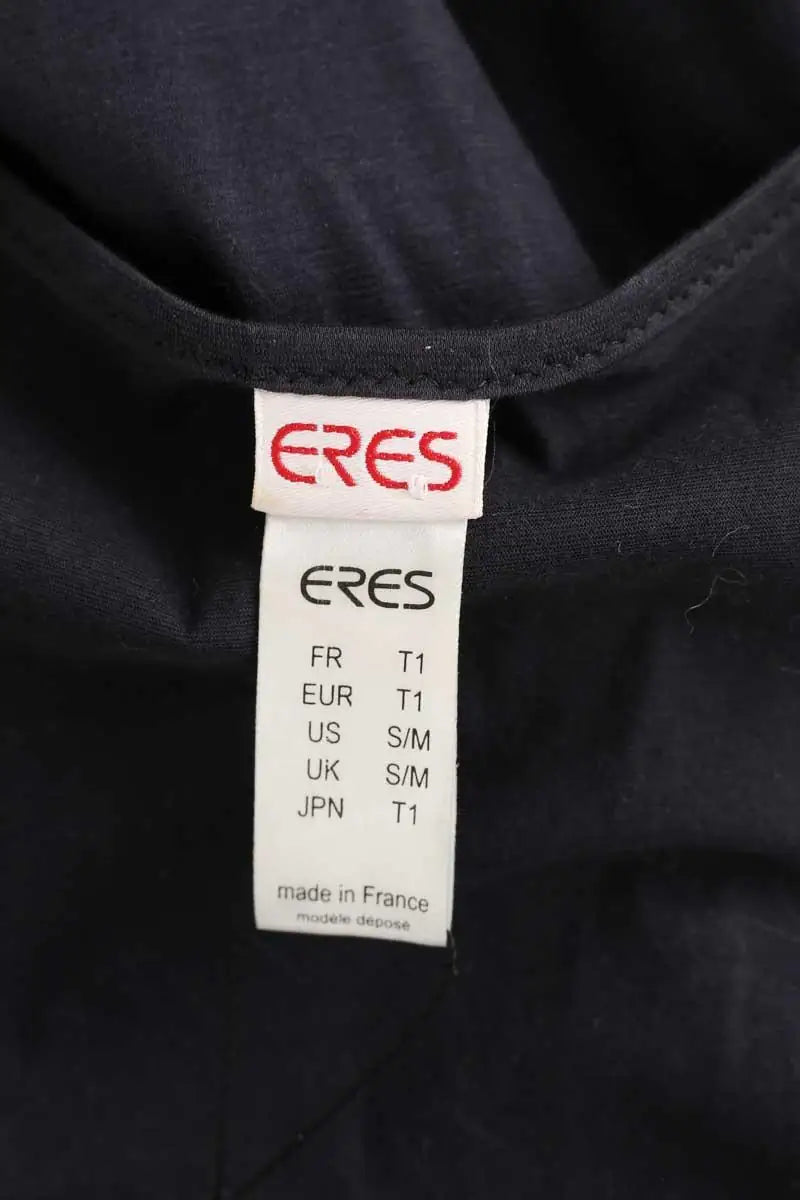 ERES
ERES
FR T1
EUR T1
US S/M
UK S/M
JPN T1
made in France
modèle déposé